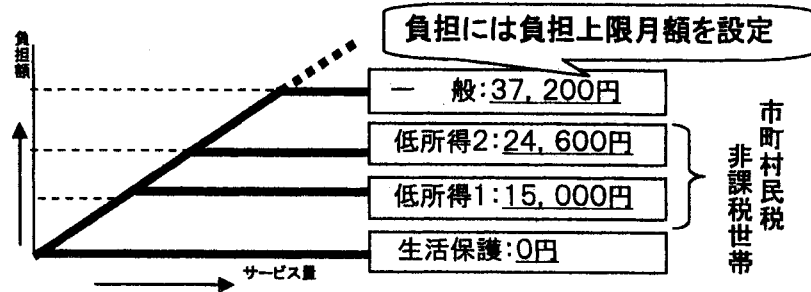 負担には負担上限月額を設定
負担額
一　般:37, 200円
低所得2:24, 600円
低所得1:15, 000円
生活保護:0円
市町村民税
非課税世帯
サービス量